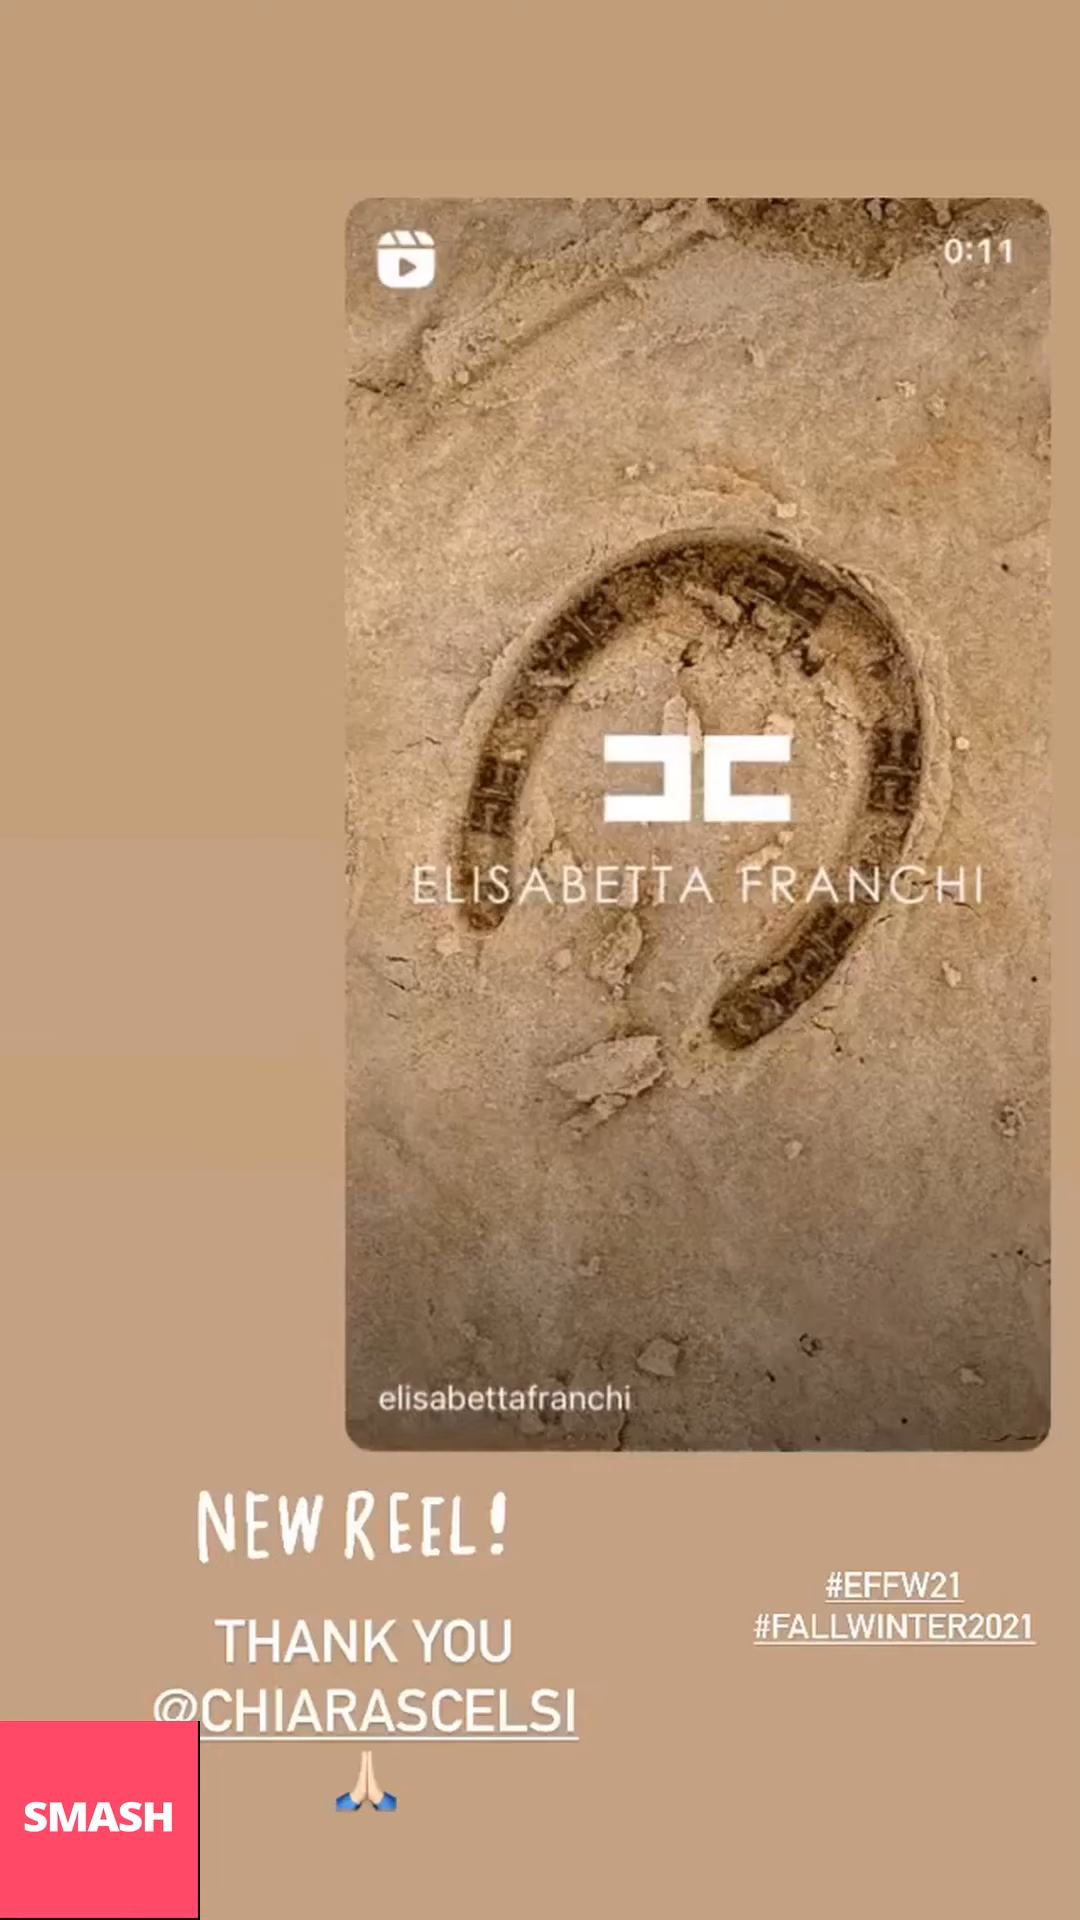 0:11
ELISABETTA FRANCHI
elisabettafranchi
NEW REEL!
#EFFW21
#FALLWINTER2021
THANK YOU
@CHIARASCELSI
SMASH